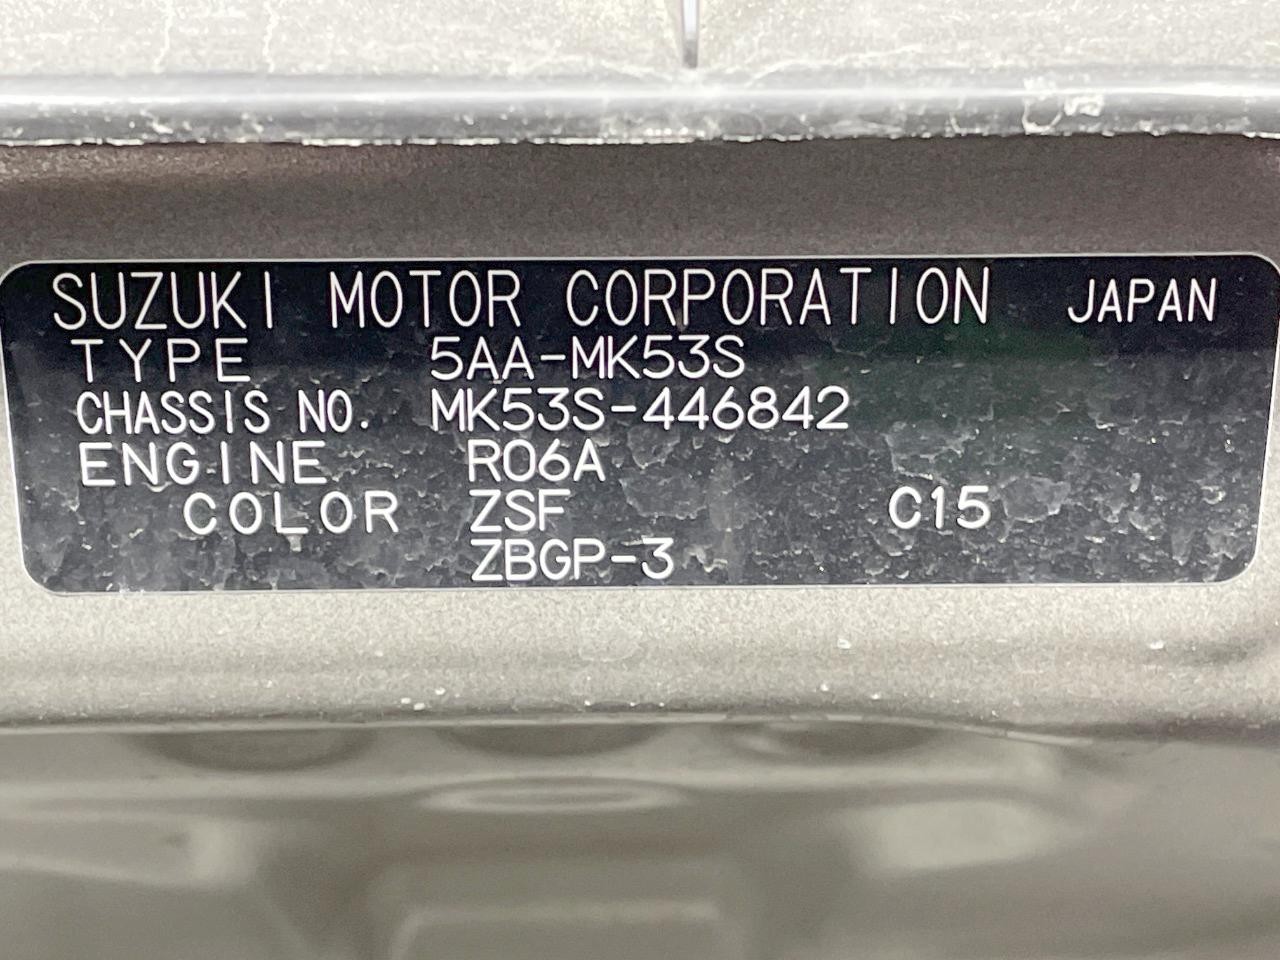 SUZUKI MOTOR CORPORATION JAPAN
TYPE 5AA-MK53S
CHASSIS NO. MK53S-446842
ENGINE R06A
COLOR ZSF C15
ZBGP-3